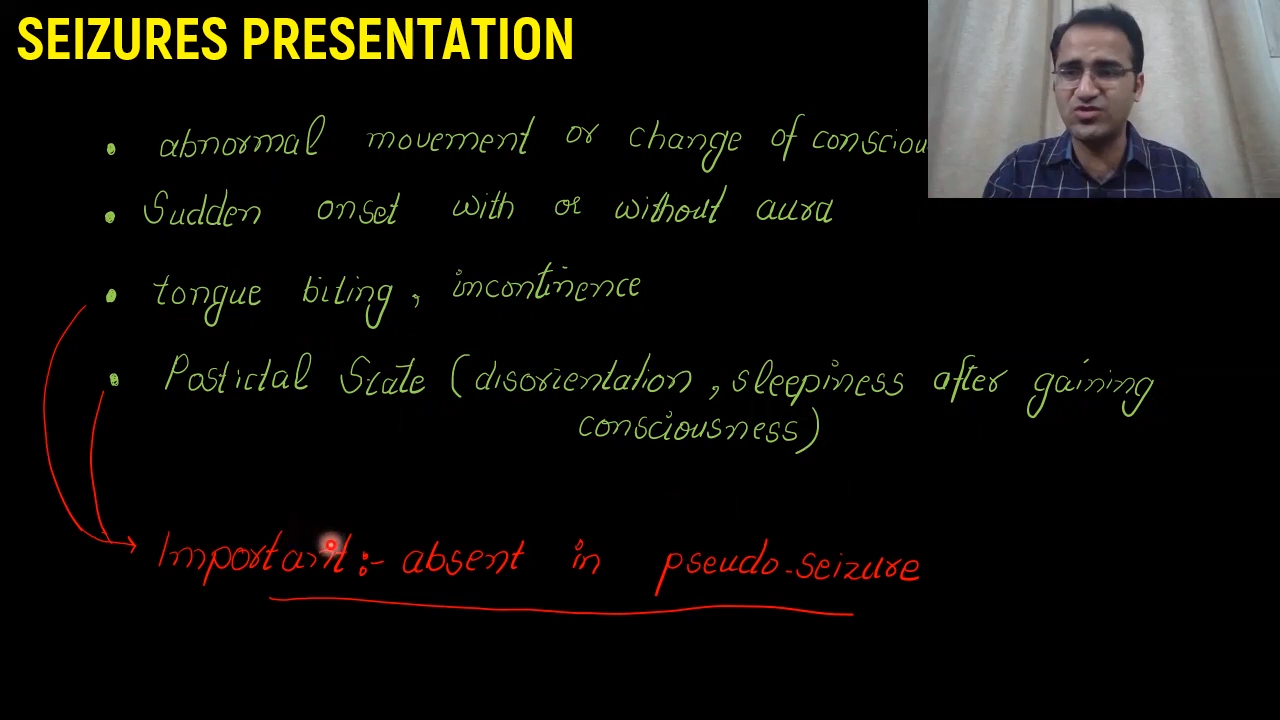 SEIZURES PRESENTATION
• abnormal movement or change of consciou
• Sudden onset with or without aura
• tongue biting, incontinence
• Postictal State (disorientation, sleepiness after gaining
consciousness)
Important:- absent in pseudo-seizure